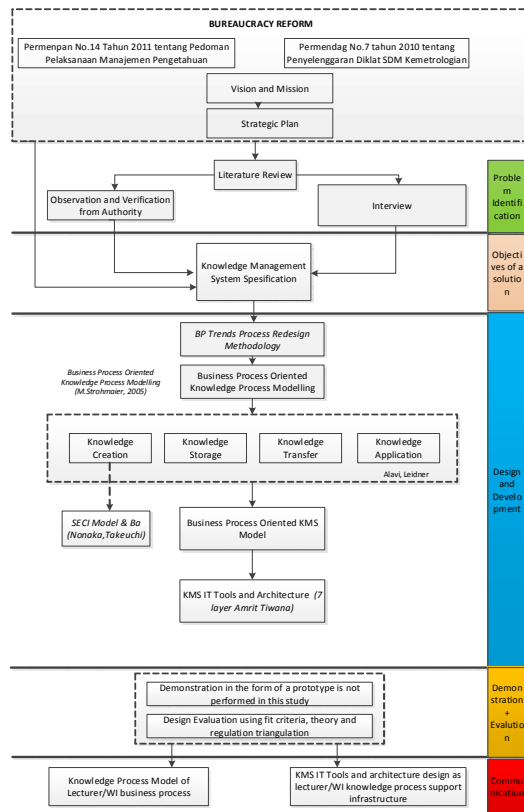 BUREAUCRACY REFORM
Permenpan No.14 Tahun 2011 tentang Pedoman
Pelaksanaan Manajemen Pengetahuan
Permendag No.7 tahun 2010 tentang
Penyelenggaran Diklat SDM Kemetrologian
Vision and Mission
Strategic Plan
Literature Review
Observation and Verification
from Authority
Interview
Proble
m
Identifi
cation
Knowledge Management
System Spesification
Objecti
ves of a
solutio
n
BP Trends Process Redesign
Methodology
Business Process Oriented
Knowledge Process Modelling
(M.Strohmaier, 2005)
Business Process Oriented
Knowledge Process Modelling
Knowledge
Creation
Knowledge
Storage
Knowledge
Transfer
Knowledge
Application
Alavi, Leidner
SECI Model & Ba
(Nonaka,Takeuchi)
Business Process Oriented KMS
Model
KMS IT Tools and Architecture (7
layer Amrit Tiwana)
Design
and
Develo
pment
Demonstration in the form of a prototype is not
performed in this study
Design Evaluation using fit criteria, theory and
regulation triangulation
Demon
stration
+
Evalutio
n
Knowledge Process Model of
Lecturer/WI business process
KMS IT Tools and architecture design as
lecturer/WI knowledge process support
infrastructure
Commu
nication